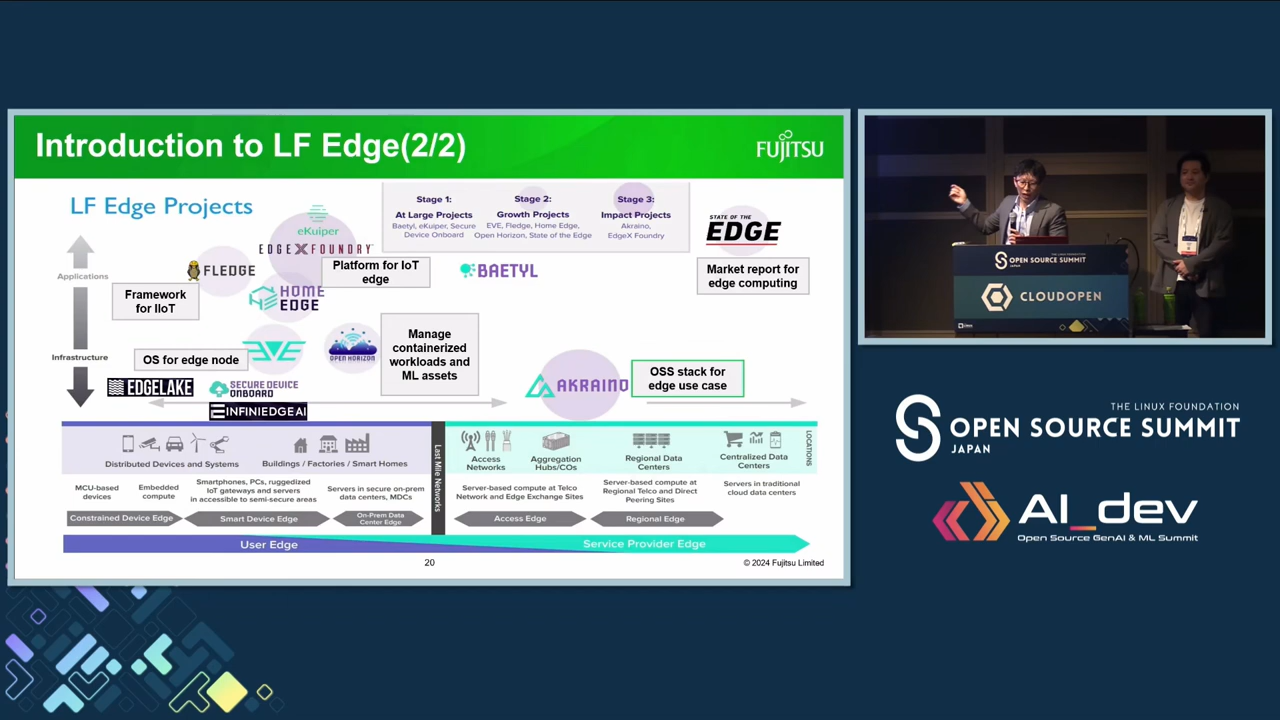 Introduction to LF Edge(2/2)
FUJITSU
LF Edge Projects
Stage 1:
At Large Projects
Baetyl, eKuiper, Secure
Device Onboard
Stage 2:
Growth Projects
EVE, Fledge, Home Edge,
Open Horizon, State of the Edge
Stage 3:
Impact Projects
Akraino,
EdgeX Foundry
eKuiper
EDGE X FOUNDRY
STATE OF THE
EDGE
FLEDGE
Platform for IoT
edge
BAETYL
Market report for
edge computing
Applications
Framework
for IIoT
HOME
EDGE
Manage
containerized
workloads and
ML assets
Infrastructure
OS for edge node
OPEN HORIZON
OSS stack for
edge use case
EDGELAKE
SECURE DEVICE
ONBOARD
AKRAINO
INFINIEDGEAI
Distributed Devices and Systems
Buildings / Factories / Smart Homes
Last Mile Networks
Access
Networks
Aggregation
Hubs/COs
Regional Data
Centers
Centralized Data
Centers
LOCATIONS
MCU-based
devices
Embedded
compute
Smartphones, PCs, ruggedized
IoT gateways and servers
in accessible to semi-secure areas
Servers in secure on-prem
data centers, MDCs
Server-based compute at Telco
Network and Edge Exchange Sites
Server-based compute at
Regional Telco and Direct
Peering Sites
Servers in traditional
cloud data centers
Constrained Device Edge
Smart Device Edge
On-Prem Data
Center Edge
Access Edge
Regional Edge
User Edge
Service Provider Edge
20
© 2024 Fujitsu Limited
OPEN SOURCE SUMMIT
JAPAN
CLOUDOPEN
THE LINUX FOUNDATION
OPEN SOURCE SUMMIT
JAPAN
AI_dev
Open Source GenAI & ML Summit